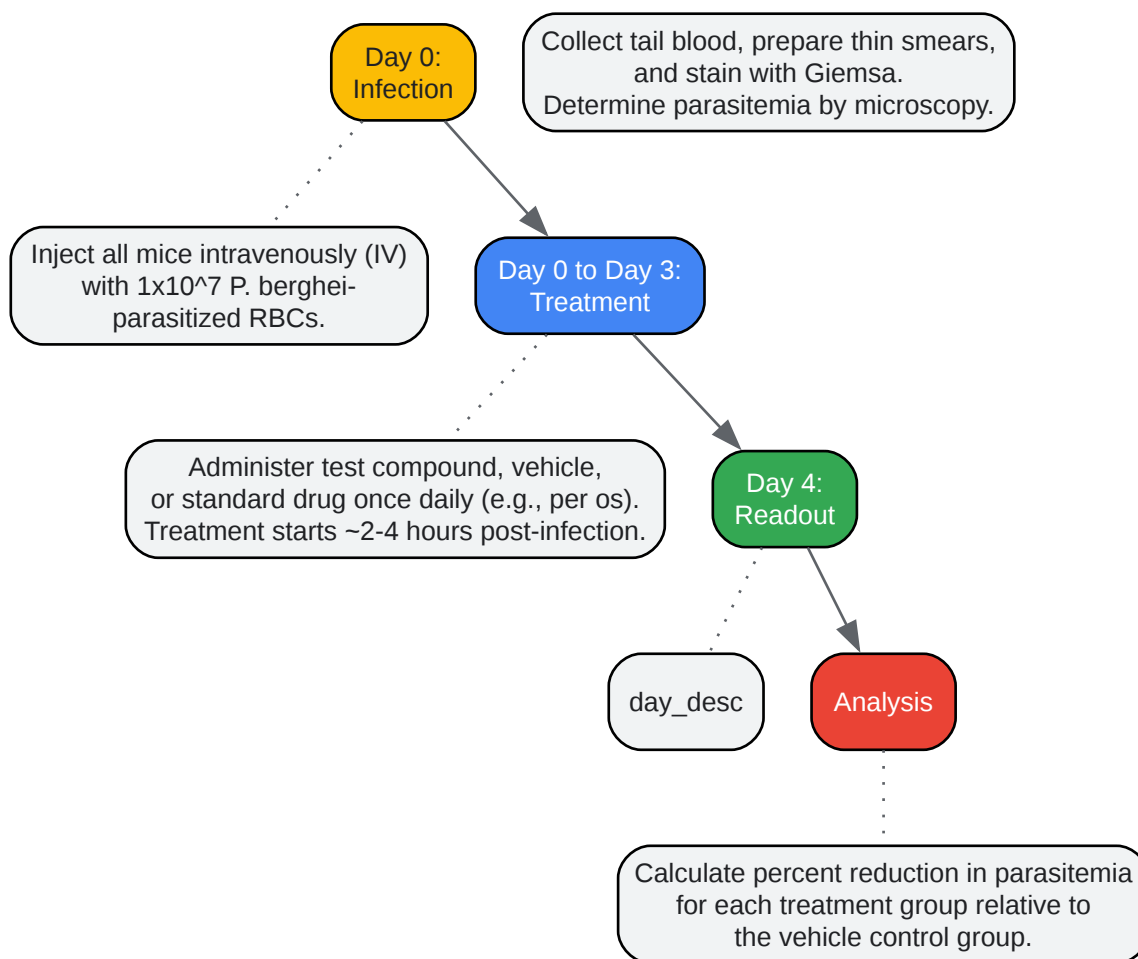 Day 0:
Infection
Collect tail blood, prepare thin smears,
and stain with Giemsa.
Determine parasitemia by microscopy.
Inject all mice intravenously (IV)
with 1x10^7 P. berghei-
parasitized RBCs.
Day 0 to Day 3:
Treatment
Administer test compound, vehicle,
or standard drug once daily (e.g., per os).
Treatment starts ~2-4 hours post-infection.
Day 4:
Readout
day_desc
Analysis
Calculate percent reduction in parasitemia
for each treatment group relative to
the vehicle control group.